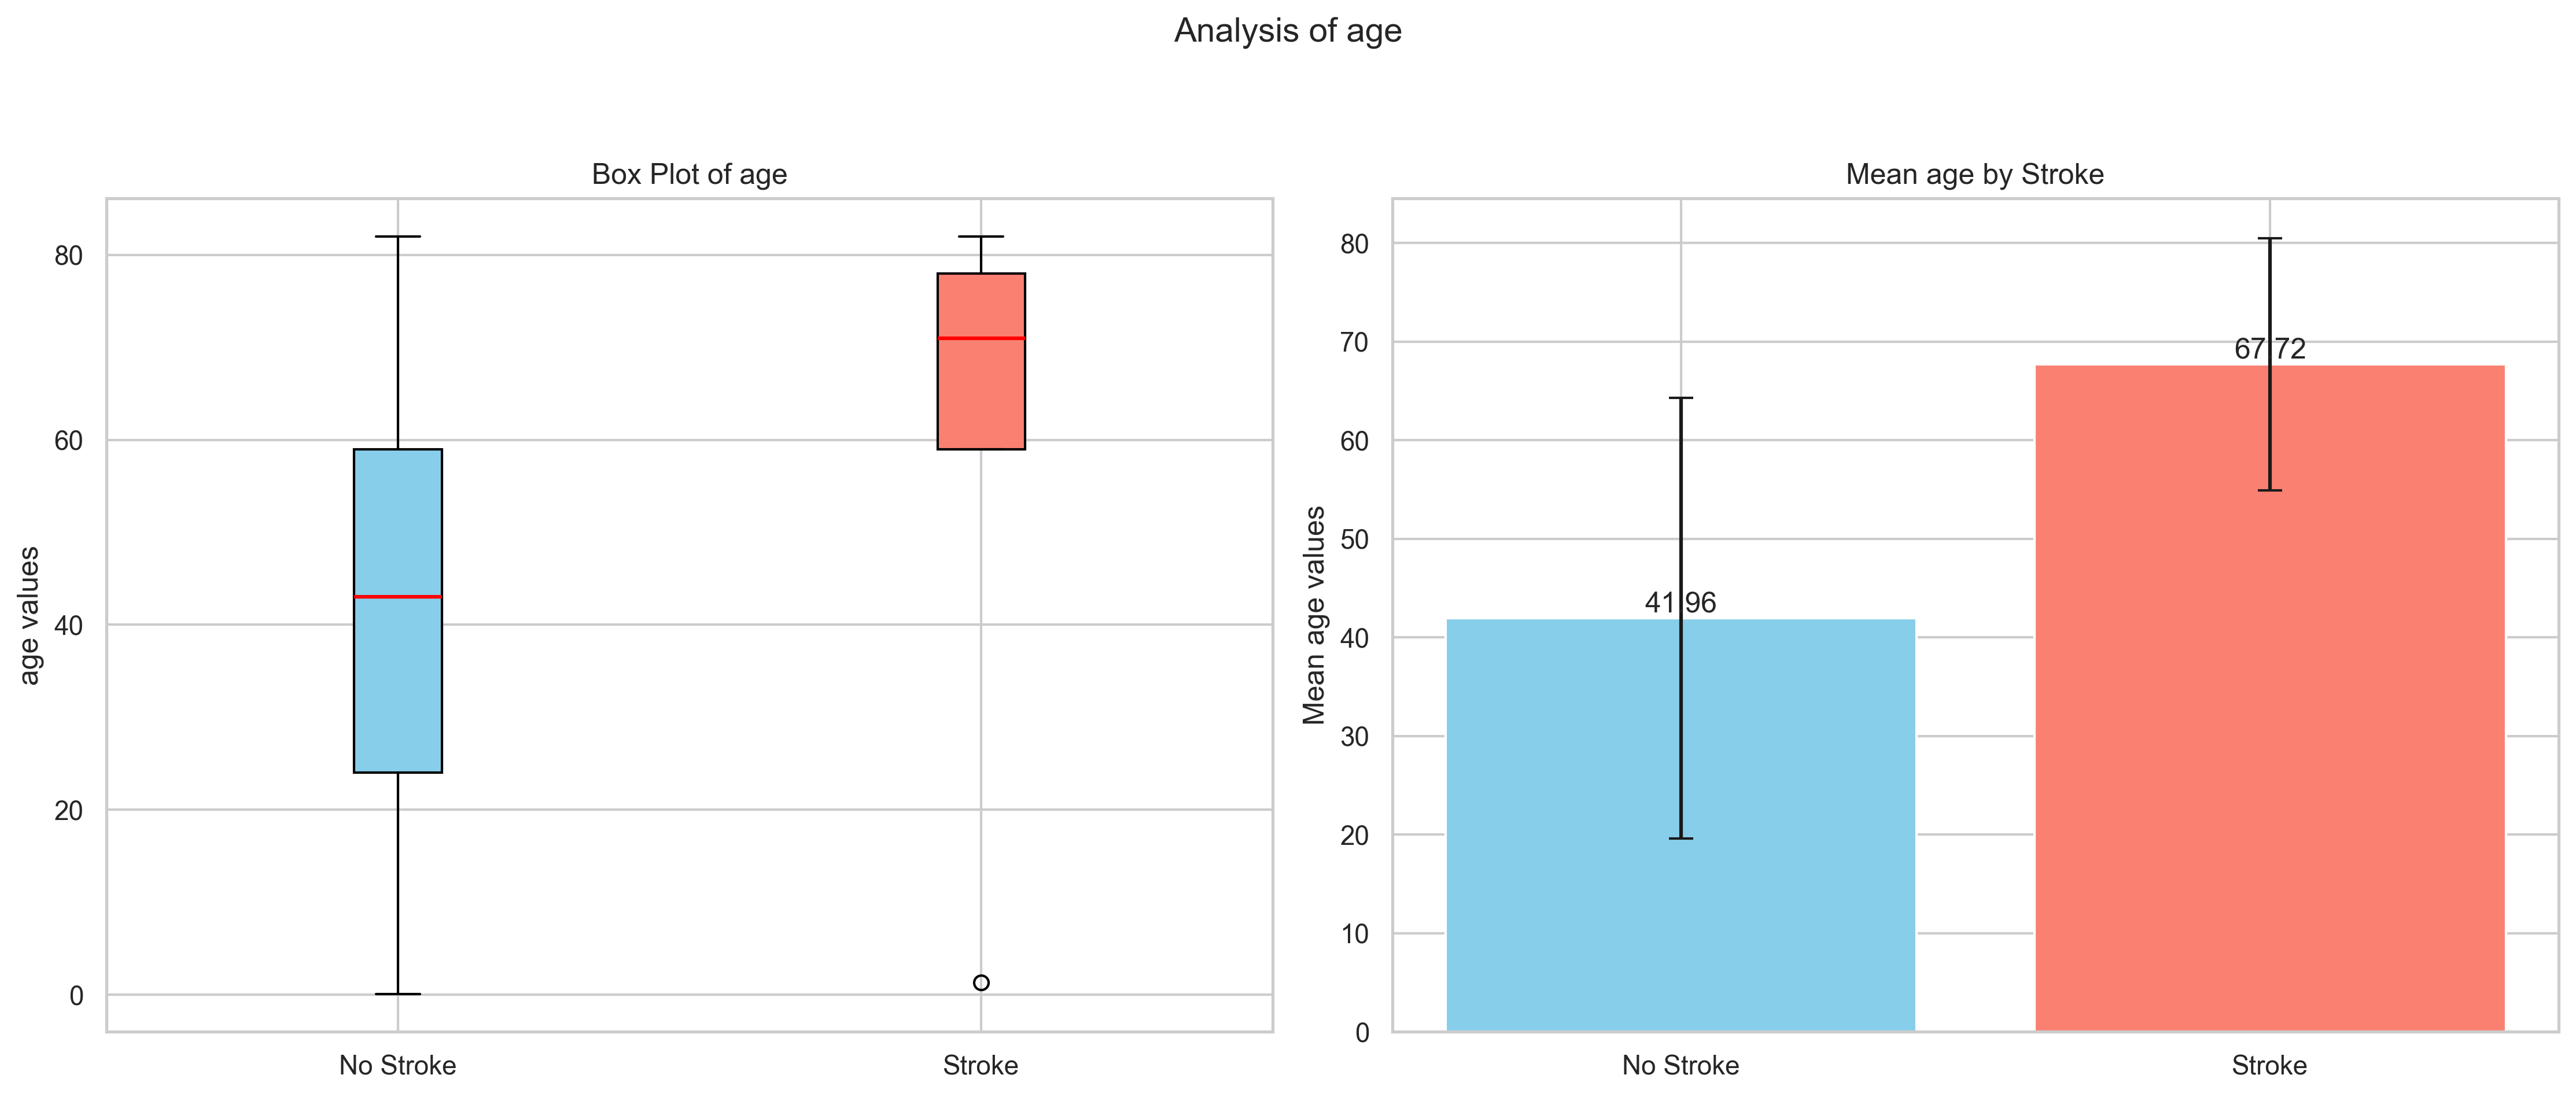 Analysis of age
Box Plot of age
age values
80
60
40
20
0
No Stroke
Stroke
Mean age by Stroke
Mean age values
80
70
60
50
40
30
20
10
0
67.72
41.96
No Stroke
Stroke